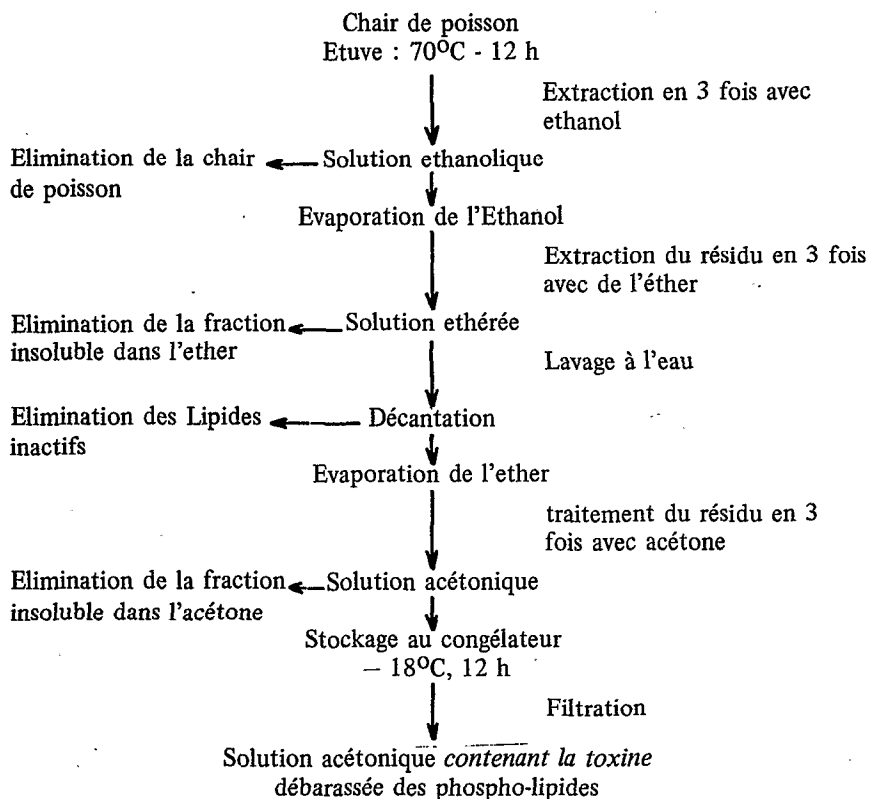 Chair de poisson
Etuve : 70°C - 12 h
Extraction en 3 fois avec
ethanol
Elimination de la chair
de poisson
Solution ethanolique
Evaporation de l'Ethanol
Extraction du résidu en 3 fois
avec de l'éther
Elimination de la fraction
insoluble dans l'ether
Solution ethérée
Lavage à l'eau
Elimination des Lipides
inactifs
Décantation
Evaporation de l'ether
traitement du résidu en 3
fois avec acétone
Elimination de la fraction
insoluble dans l'acétone
Solution acétonique
Stockage au congélateur
– 18°C, 12 h
Filtration
Solution acétonique contenant la toxine
débarassée des phospho-lipides